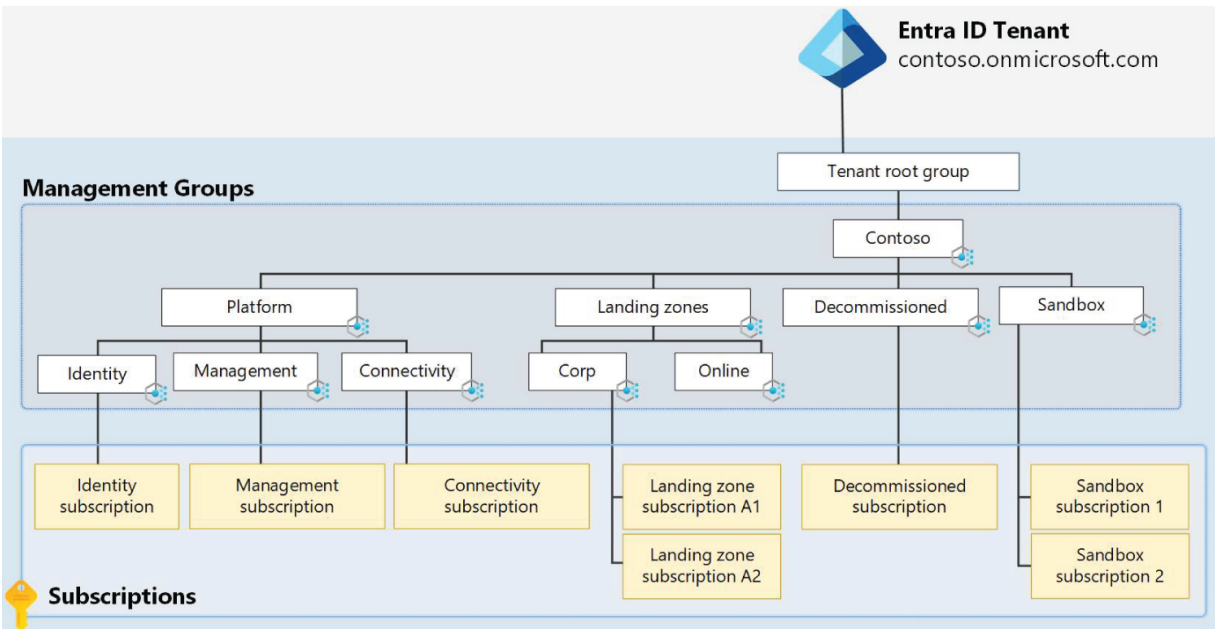 Entra ID Tenant
contoso.onmicrosoft.com
Tenant root group
Management Groups
Contoso
Platform
Landing zones
Decommissioned
Sandbox
Identity
Management
Connectivity
Corp
Online
Identity
subscription
Management
subscription
Connectivity
subscription
Landing zone
subscription A1
Decommissioned
subscription
Sandbox
subscription 1
Landing zone
subscription A2
Sandbox
subscription 2
Subscriptions